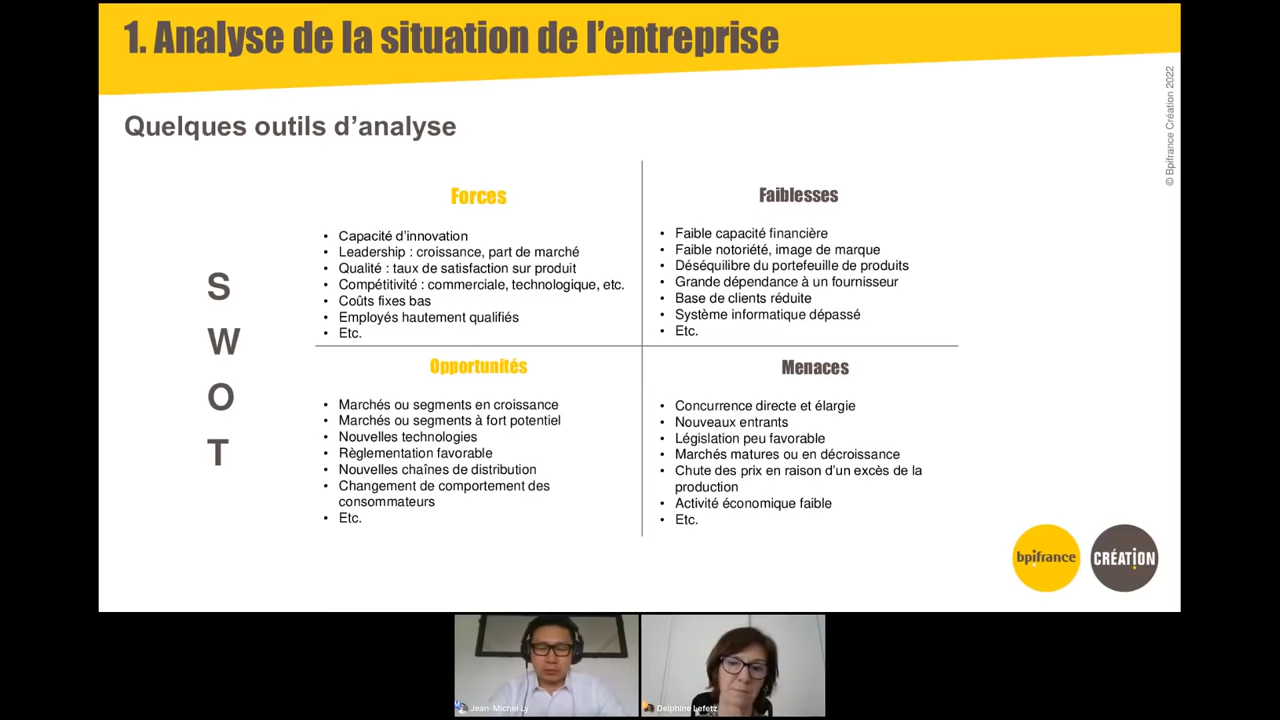 1. Analyse de la situation de l'entreprise
© Bpifrance Création 2022
Quelques outils d'analyse
S
W
O
T
Forces
• Capacité d'innovation
• Leadership : croissance, part de marché
• Qualité : taux de satisfaction sur produit
• Compétitivité : commerciale, technologique, etc.
• Coûts fixes bas
• Employés hautement qualifiés
• Etc.
Faiblesses
• Faible capacité financière
• Faible notoriété, image de marque
• Déséquilibre du portefeuille de produits
• Grande dépendance à un fournisseur
• Base de clients réduite
• Système informatique dépassé
• Etc.
Opportunités
• Marchés ou segments en croissance
• Marchés ou segments à fort potentiel
• Nouvelles technologies
• Règlementation favorable
• Nouvelles chaînes de distribution
• Changement de comportement des
consommateurs
• Etc.
Menaces
• Concurrence directe et élargie
• Nouveaux entrants
• Législation peu favorable
• Marchés matures ou en décroissance
• Chute des prix en raison d'un excès de la
production
• Activité économique faible
• Etc.
bpifrance
CRÉATION
Jean-Michel Ly
Delphine Lefetz